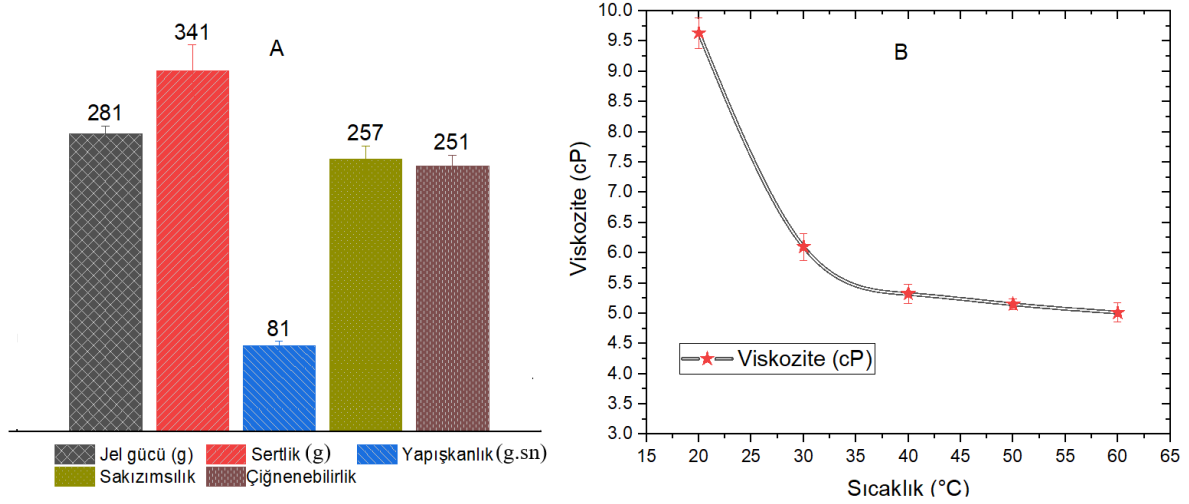 A
281
341
81
257
251
Jel gücü (g) Sertlik (g) Yapışkanlık (g.sn)
Sakızımsılık Çiğnenebilirlik
B
Viskozite (cP)
10.0
9.5
9.0
8.5
8.0
7.5
7.0
6.5
6.0
5.5
5.0
4.5
4.0
3.5
3.0
Viskozite (cP)
15 20 25 30 35 40 45 50 55 60 65
Sıcaklık (°C)